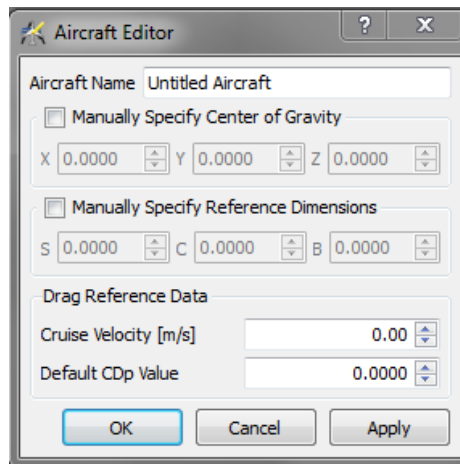 Aircraft Editor
Aircraft Name Untitled Aircraft
Manually Specify Center of Gravity
X 0.0000 Y 0.0000 Z 0.0000
Manually Specify Reference Dimensions
S 0.0000 C 0.0000 B 0.0000
Drag Reference Data
Cruise Velocity [m/s] 0.00
Default CDp Value 0.0000
OK Cancel Apply